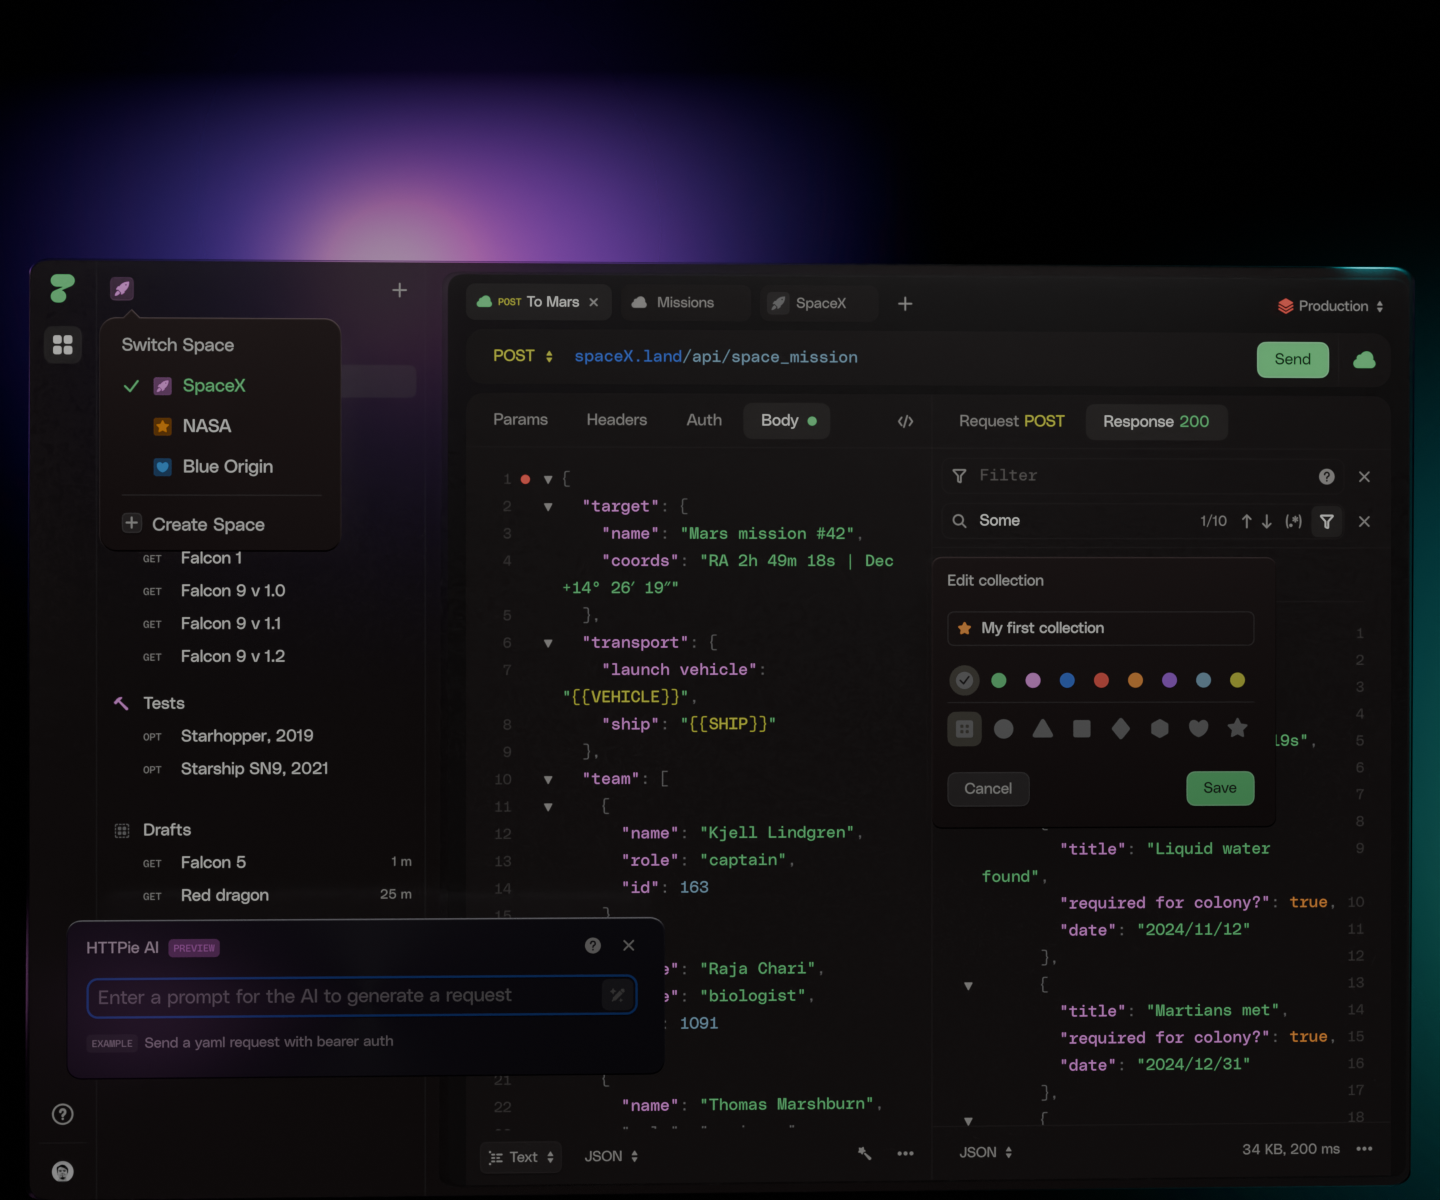 Switch Space
SpaceX
NASA
Blue Origin
Create Space
GET Falcon 1
GET Falcon 9 v 1.0
GET Falcon 9 v 1.1
GET Falcon 9 v 1.2
Tests
OPT Starhopper, 2019
OPT Starship SN9, 2021
Drafts
GET Falcon 5 1 m
GET Red dragon 25 m
HTTPie AI PREVIEW
Enter a prompt for the AI to generate a request
EXAMPLE Send a yaml request with bearer auth
POST To Mars
Missions
SpaceX
Production
POST spaceX.land/api/space_mission
Send
Params Headers Auth Body
1 {
2 "target": {
3 "name": "Mars mission #42",
4 "coords": "RA 2h 49m 18s | Dec
+14° 26′ 19″"
5 },
6 "transport": {
7 "launch vehicle":
"{{VEHICLE}}",
8 "ship": "{{SHIP}}"
9 },
10 "team": [
11 {
12 "name": "Kjell Lindgren",
13 "role": "captain",
14 "id": 163
15 }
": "Raja Chari",
": "biologist",
: 1091
21 {
22 "name": "Thomas Marshburn",
Text JSON
Request POST Response 200
Filter
Some 1/10 (.*)
Edit collection
My first collection
Cancel Save
1
2
3
4
19s", 5
6
7
{ 8
"title": "Liquid water 9
found",
"required for colony?": true, 10
"date": "2024/11/12" 11
}, 12
{ 13
"title": "Martians met", 14
"required for colony?": true, 15
"date": "2024/12/31" 16
}, 17
{ 18
JSON 34 KB, 200 ms